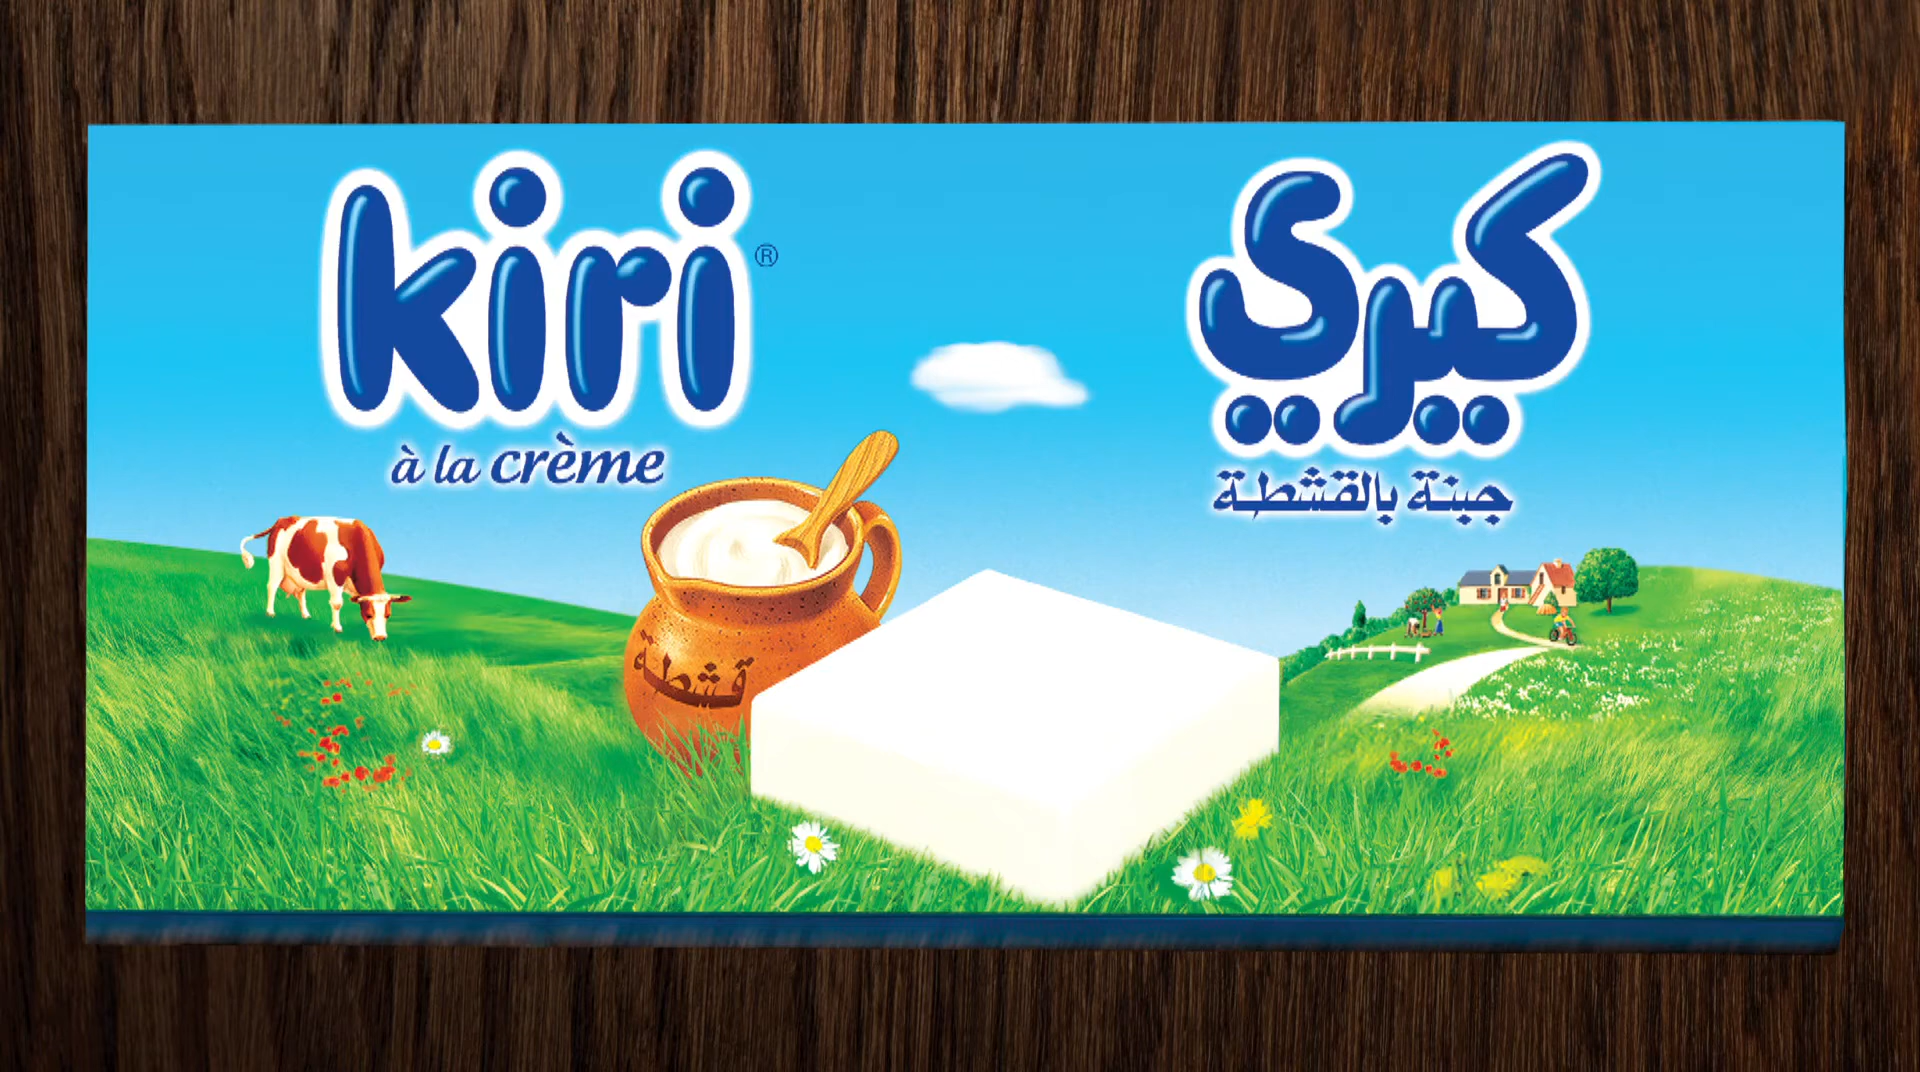 kiri®
à la crème
كيري
جبنة بالقشطة
قشطة